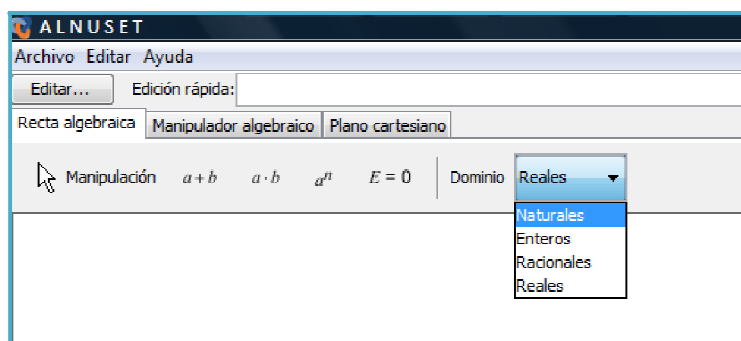 ALNUSET
Archivo Editar Ayuda
Editar... Edición rápida:
Recta algebraica Manipulador algebraico Plano cartesiano
Manipulación a + b a · b aⁿ E = 0 Dominio Reales
Naturales
Enteros
Racionales
Reales